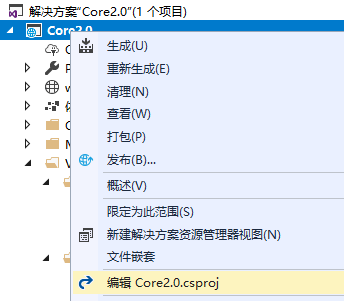 解决方案“Core2.0”(1 个项目)
Core2.0
生成(U)
重新生成(E)
清理(N)
查看(W)
打包(P)
发布(B)...
概述(V)
限定为此范围(S)
新建解决方案资源管理器视图(N)
文件嵌套
编辑 Core2.0.csproj